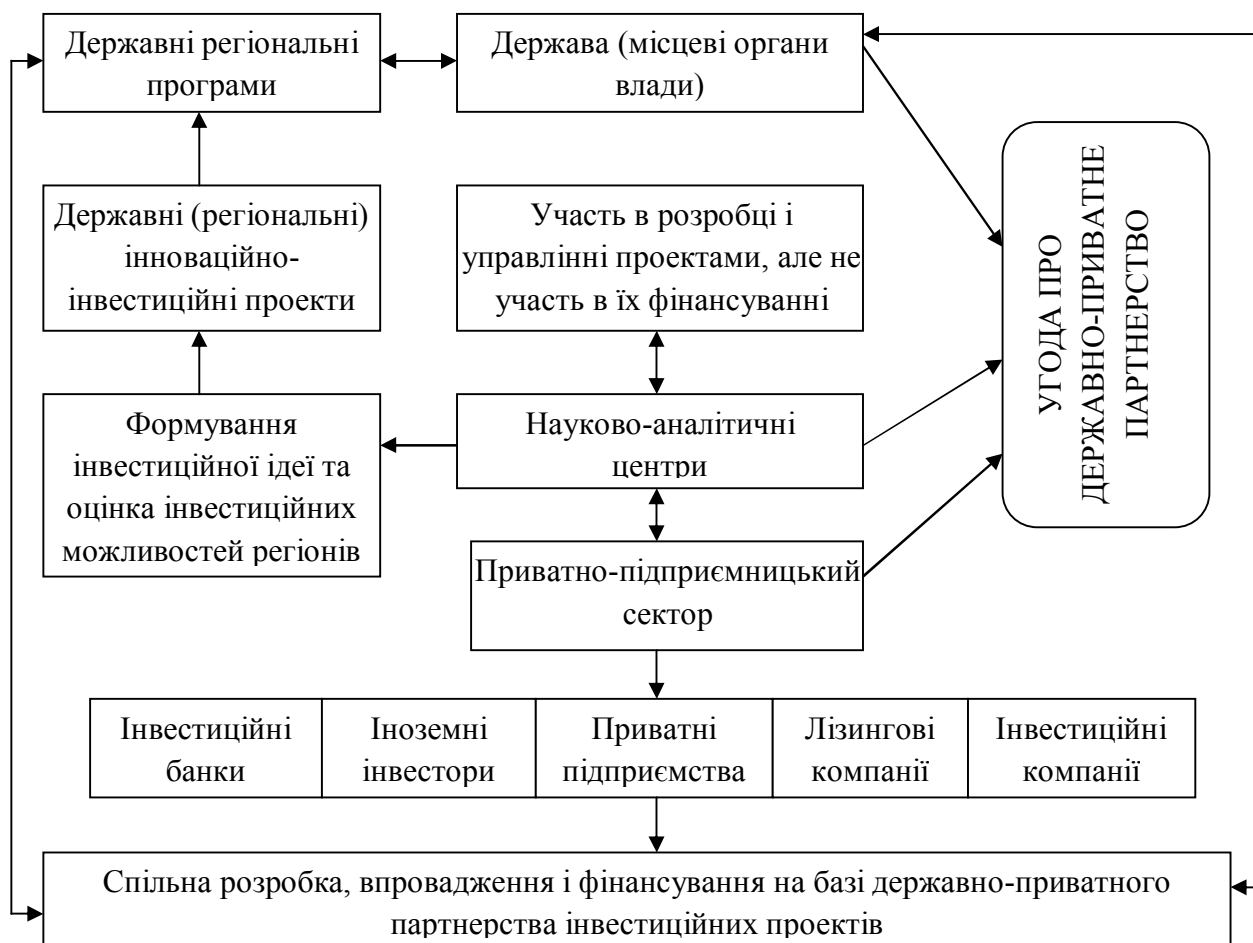 Державні регіональні
програми
Держава (місцеві органи
влади)
Державні (регіональні)
інноваційно-
інвестиційні проекти
Участь в розробці і
управлінні проектами, але не
участь в їх фінансуванні
УГОДА ПРО
ДЕРЖАВНО-ПРИВАТНЕ
ПАРТНЕРСТВО
Формування
інвестиційної ідеї та
оцінка інвестиційних
можливостей регіонів
Науково-аналітичні
центри
Приватно-підприємницький
сектор
Інвестиційні
банки
Іноземні
інвестори
Приватні
підприємства
Лізингові
компанії
Інвестиційні
компанії
Спільна розробка, впровадження і фінансування на базі державно-приватного
партнерства інвестиційних проектів